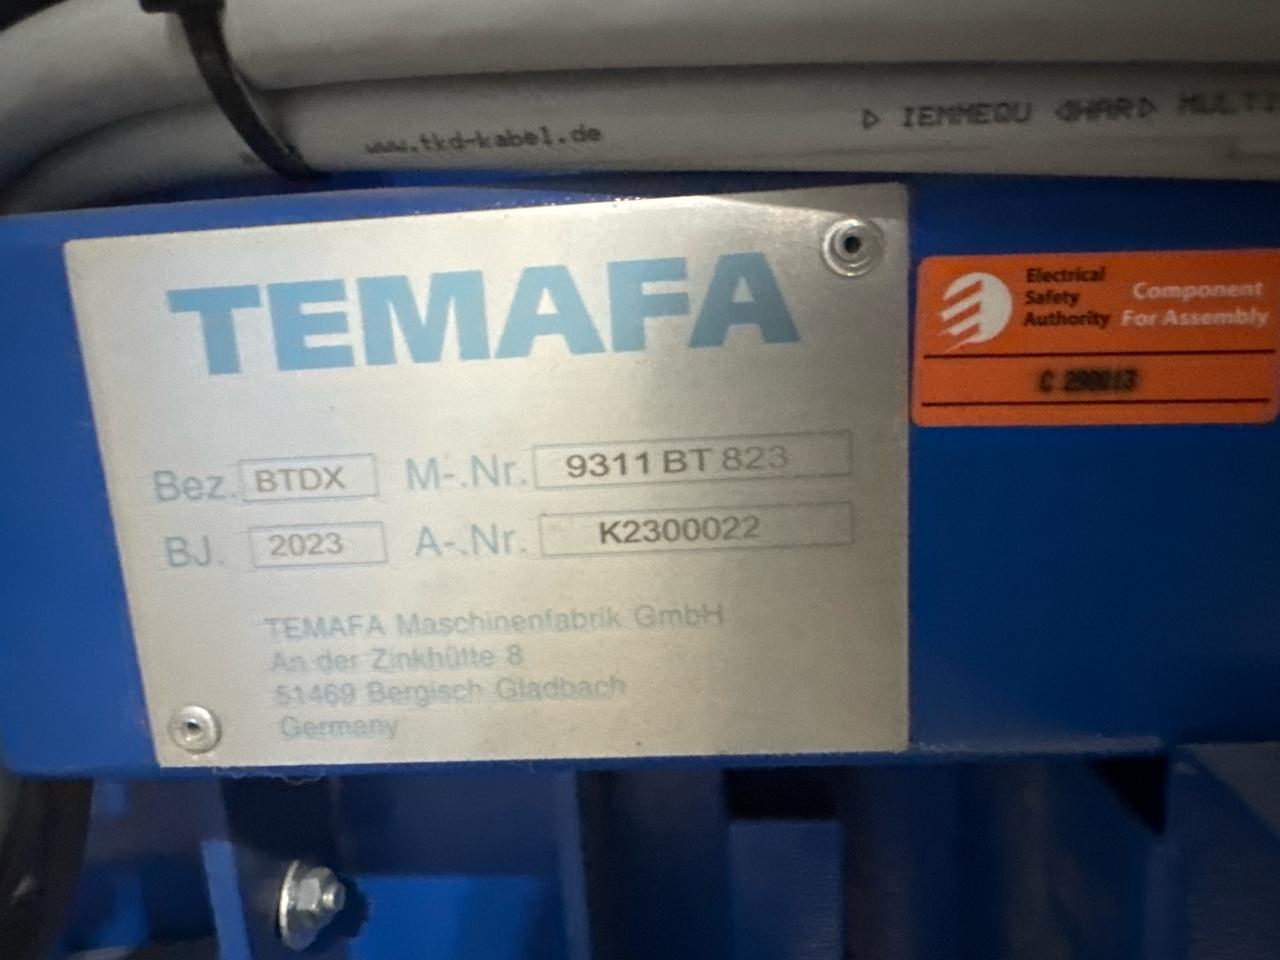 www.tkd-kabel.de
IEMMEQU ◁HAR▷ MULTI
TEMAFA
Bez. BTDX M-.Nr. 9311 BT 823
BJ. 2023 A-.Nr. K2300022
TEMAFA Maschinenfabrik GmbH
An der Zinkhütte 8
51469 Bergisch Gladbach
Germany
Electrical
Safety
Authority
Component
For Assembly